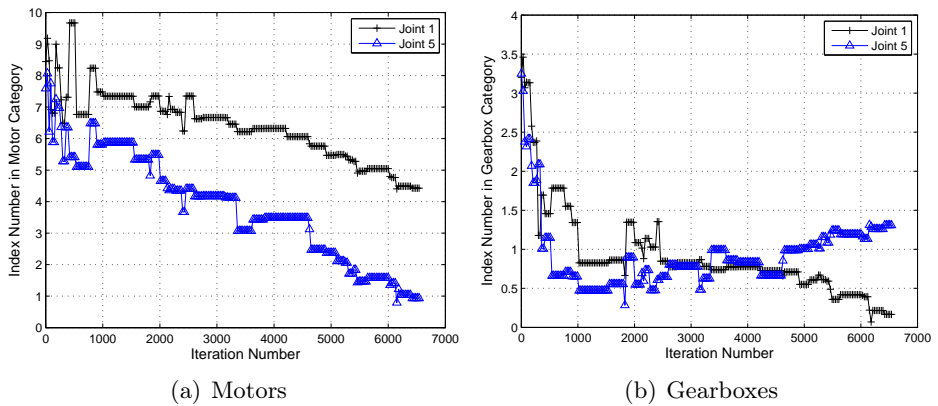 10
9
8
7
6
5
4
3
2
1
0
0 1000 2000 3000 4000 5000 6000 7000
Index Number in Motor Category
Iteration Number
Joint 1
Joint 5
(a) Motors
4
3.5
3
2.5
2
1.5
1
0.5
0
0 1000 2000 3000 4000 5000 6000 7000
Index Number in Gearbox Category
Iteration Number
Joint 1
Joint 5
(b) Gearboxes